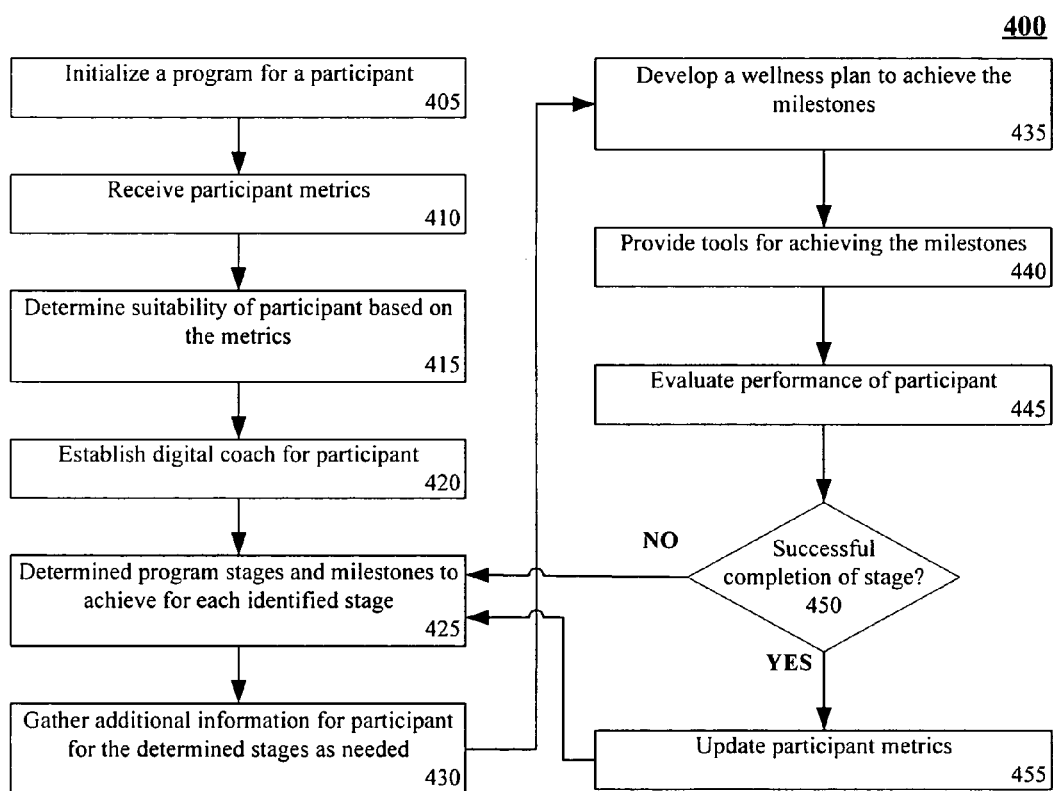 400
Initialize a program for a participant
405
Receive participant metrics
410
Determine suitability of participant based on
the metrics
415
Establish digital coach for participant
420
Determined program stages and milestones to
achieve for each identified stage
425
Gather additional information for participant
for the determined stages as needed
430
Develop a wellness plan to achieve the
milestones
435
Provide tools for achieving the milestones
440
Evaluate performance of participant
445
Successful
completion of stage?
450
NO
YES
Update participant metrics
455